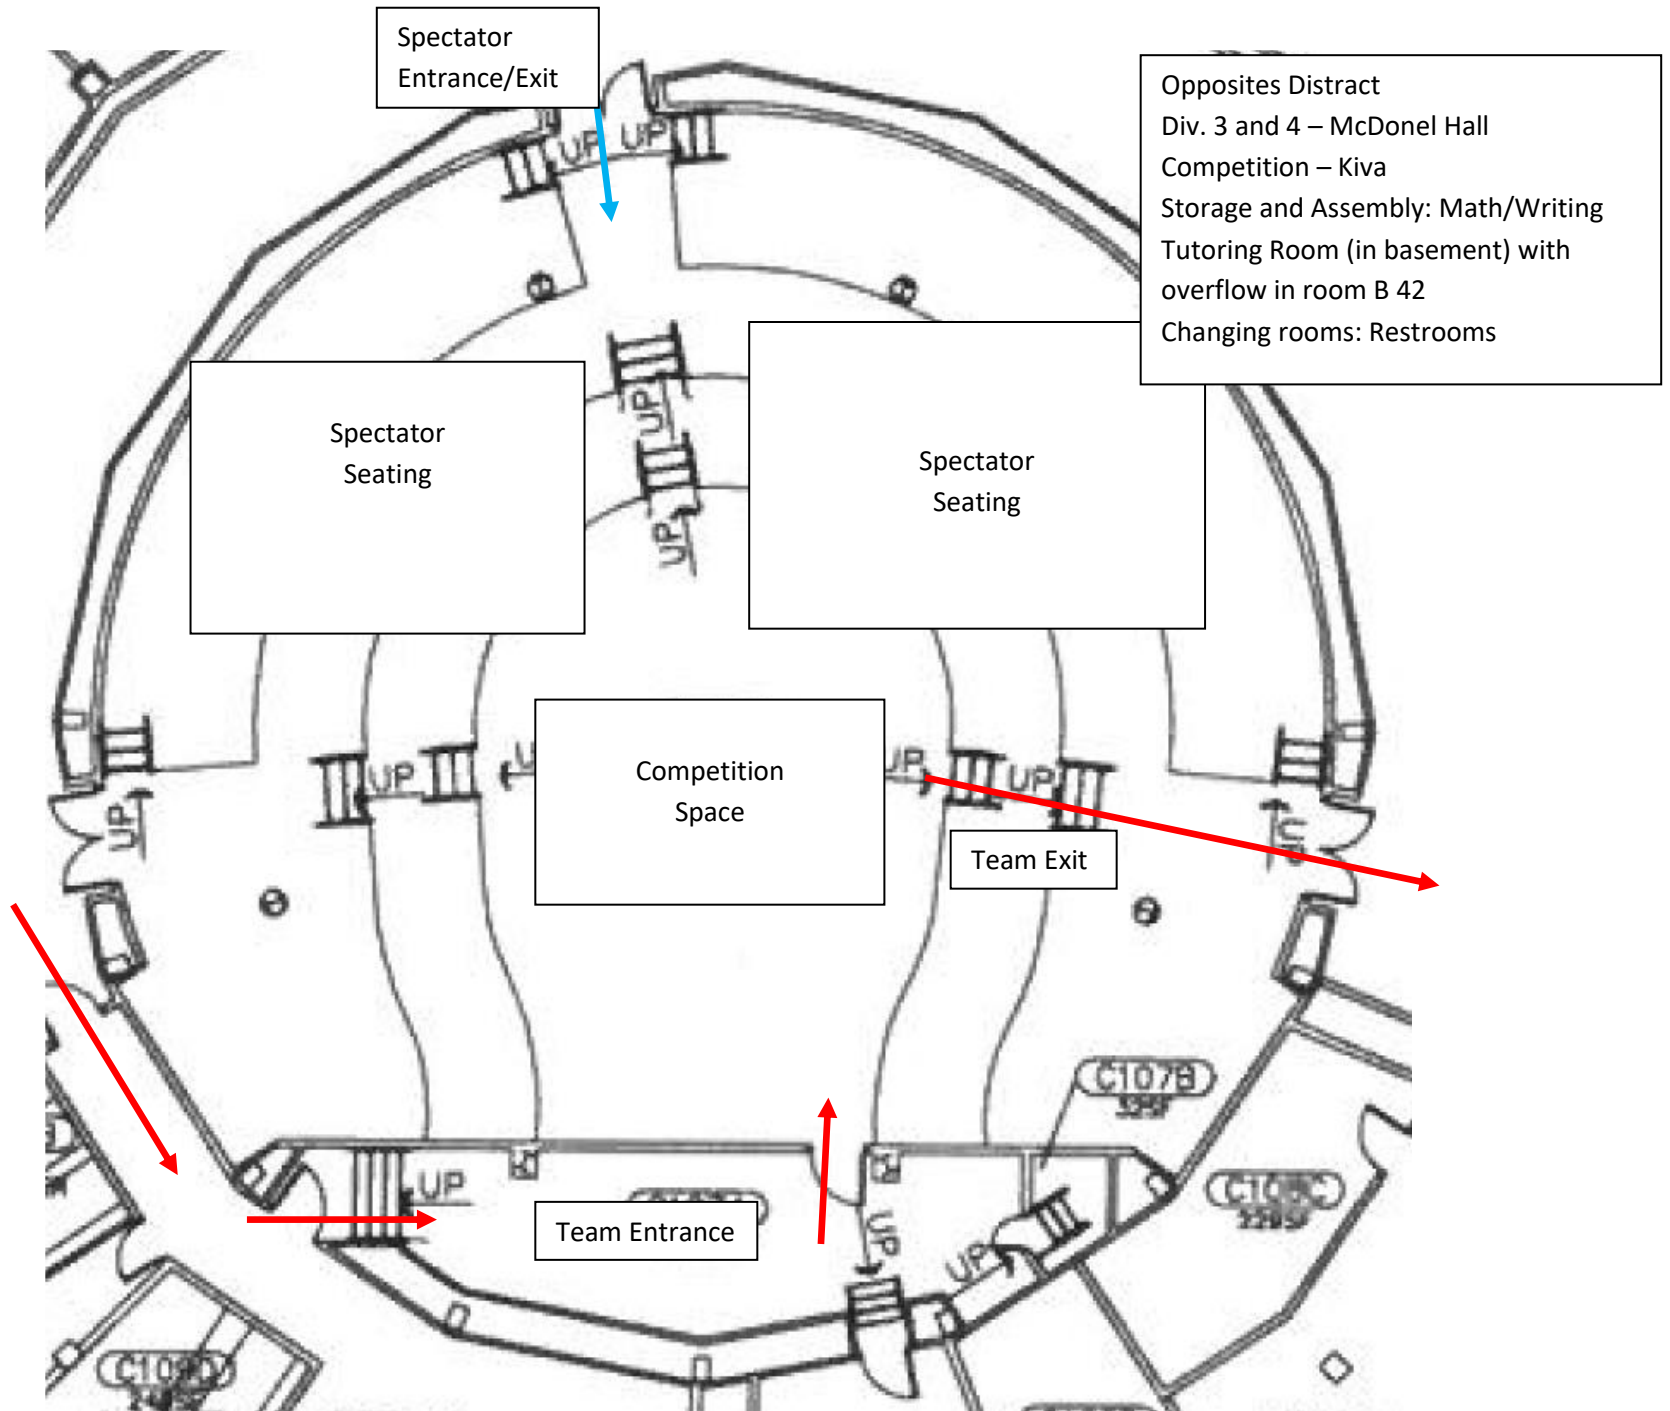 Spectator
Entrance/Exit
Opposites Distract
Div. 3 and 4 – McDonel Hall
Competition – Kiva
Storage and Assembly: Math/Writing
Tutoring Room (in basement) with
overflow in room B 42
Changing rooms: Restrooms
UP UP
UP
Spectator
Seating
Spectator
Seating
UP
UP
UP
Competition
Space
UP
UP
UP
Team Exit
C107B
UP
Team Entrance
UP
UP